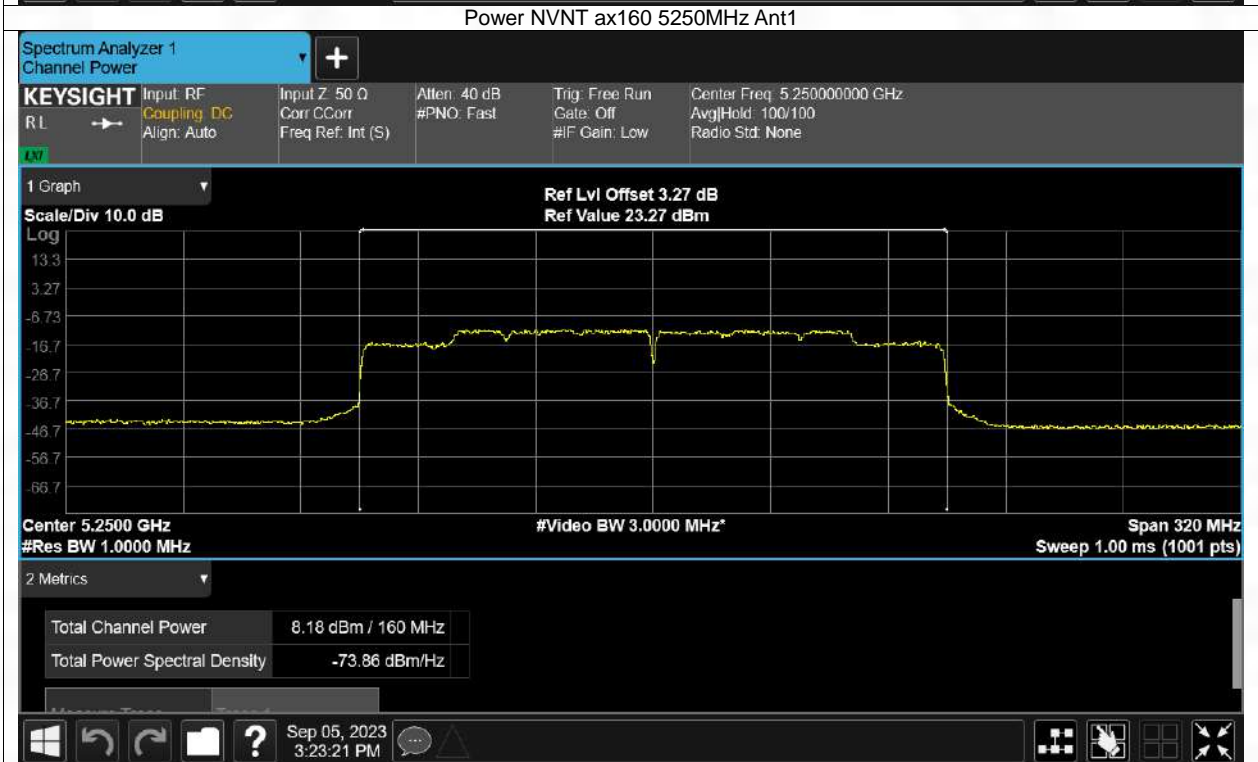 Power NVNT ax160 5250MHz Ant1
Spectrum Analyzer 1
Channel Power
+
KEYSIGHT Input: RF Input Z: 50 Ω Atten: 40 dB Trig: Free Run Center Freq: 5.250000000 GHz
RL Coupling: DC Corr CCorr #PNO: Fast Gate: Off Avg|Hold: 100/100
Align: Auto Freq Ref: Int (S) #IF Gain: Low Radio Std: None
LXI
1 Graph
Ref Lvl Offset 3.27 dB
Scale/Div 10.0 dB Ref Value 23.27 dBm
Log
13.3
3.27
-6.73
-16.7
-26.7
-36.7
-46.7
-56.7
-66.7
Center 5.2500 GHz #Video BW 3.0000 MHz* Span 320 MHz
#Res BW 1.0000 MHz Sweep 1.00 ms (1001 pts)
2 Metrics
Total Channel Power 8.18 dBm / 160 MHz
Total Power Spectral Density -73.86 dBm/Hz
? Sep 05, 2023
3:23:21 PM